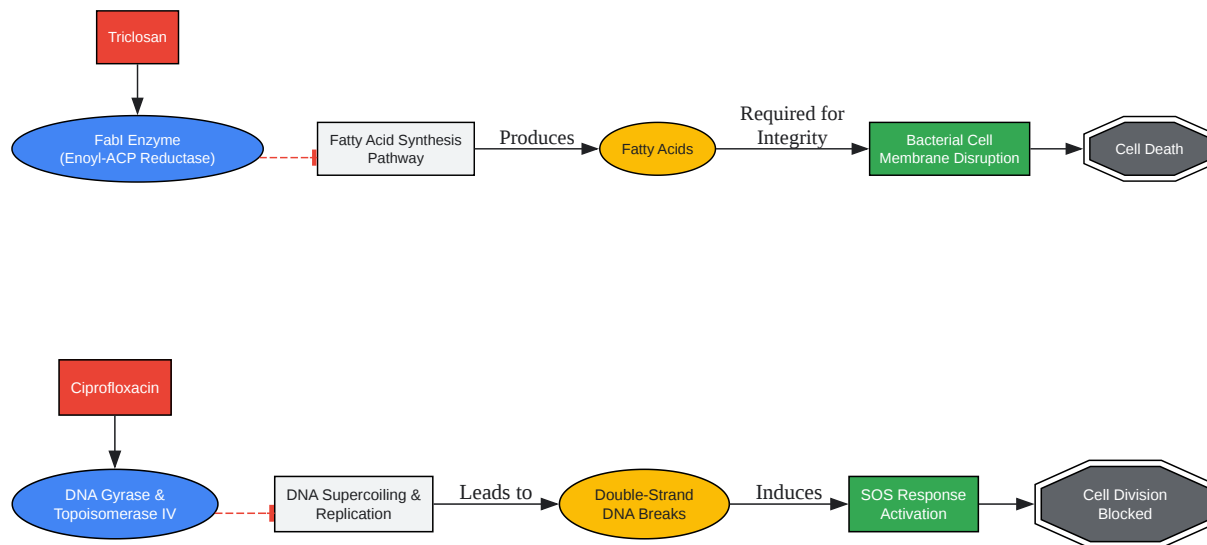 Triclosan
FabI Enzyme
(Enoyl-ACP Reductase)
Fatty Acid Synthesis
Pathway
Produces
Fatty Acids
Required for
Integrity
Bacterial Cell
Membrane Disruption
Cell Death
Ciprofloxacin
DNA Gyrase &
Topoisomerase IV
DNA Supercoiling &
Replication
Leads to
Double-Strand
DNA Breaks
Induces
SOS Response
Activation
Cell Division
Blocked